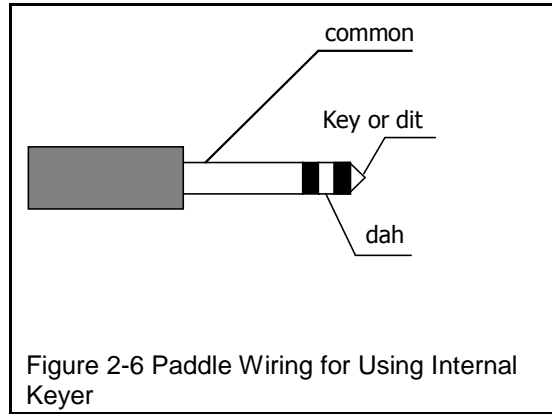 common
Key or dit
dah
Figure 2-6 Paddle Wiring for Using Internal
Keyer